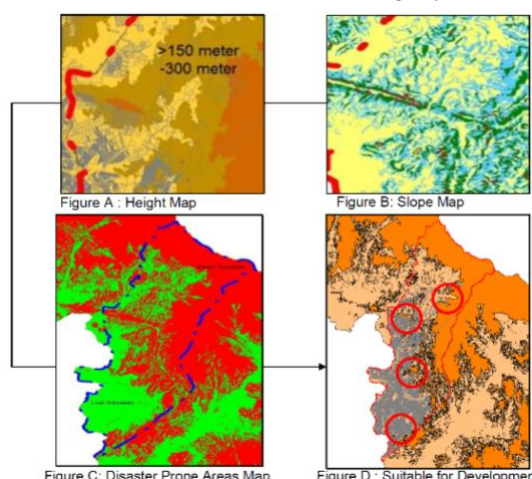 >150 meter
-300 meter
Figure A : Height Map
Figure B: Slope Map
Figure C: Disaster Prone Areas Map
Figure D : Suitable for Developmen